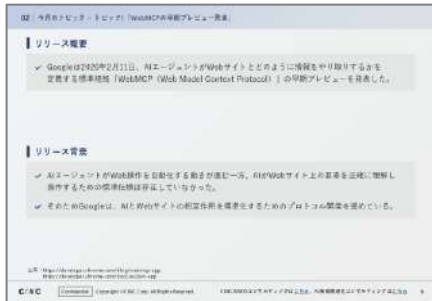 02 | 今月のトピック - トピック1「WebMCPの早期プレビュー発表」
リリース概要
✓ Googleは2026年2月11日、AIエージェントがWebサイトとどのように情報をやり取りするかを
定義する標準規格「WebMCP（Web Model Context Protocol）」の早期プレビューを発表した。
リリース背景
✓ AIエージェントがWeb操作を自動化する動きが進む一方、AIがWebサイト上の要素を正確に理解し
操作するための標準仕様は存在していなかった。
✓ そのためGoogleは、AIとWebサイトの相互作用を標準化するためのプロトコル開発を進めている。
出典：
CINC
Confidential
Copyright © CINC Corp. All Rights Reserved.